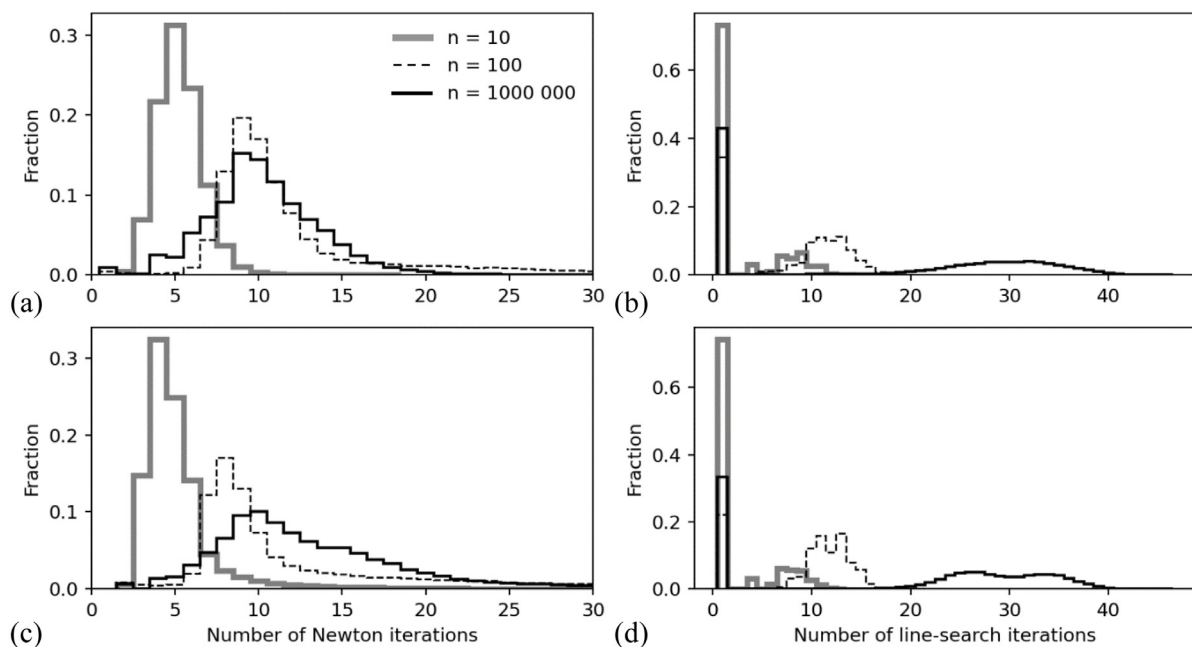 0.3
0.2
0.1
0.0
Fraction
n = 10
n = 100
n = 1000 000
0 5 10 15 20 25 30
(a)
0.6
0.4
0.2
0.0
Fraction
0 10 20 30 40
(b)
0.3
0.2
0.1
0.0
Fraction
0 5 10 15 20 25 30
(c) Number of Newton iterations
0.6
0.4
0.2
0.0
Fraction
0 10 20 30 40
(d) Number of line-search iterations